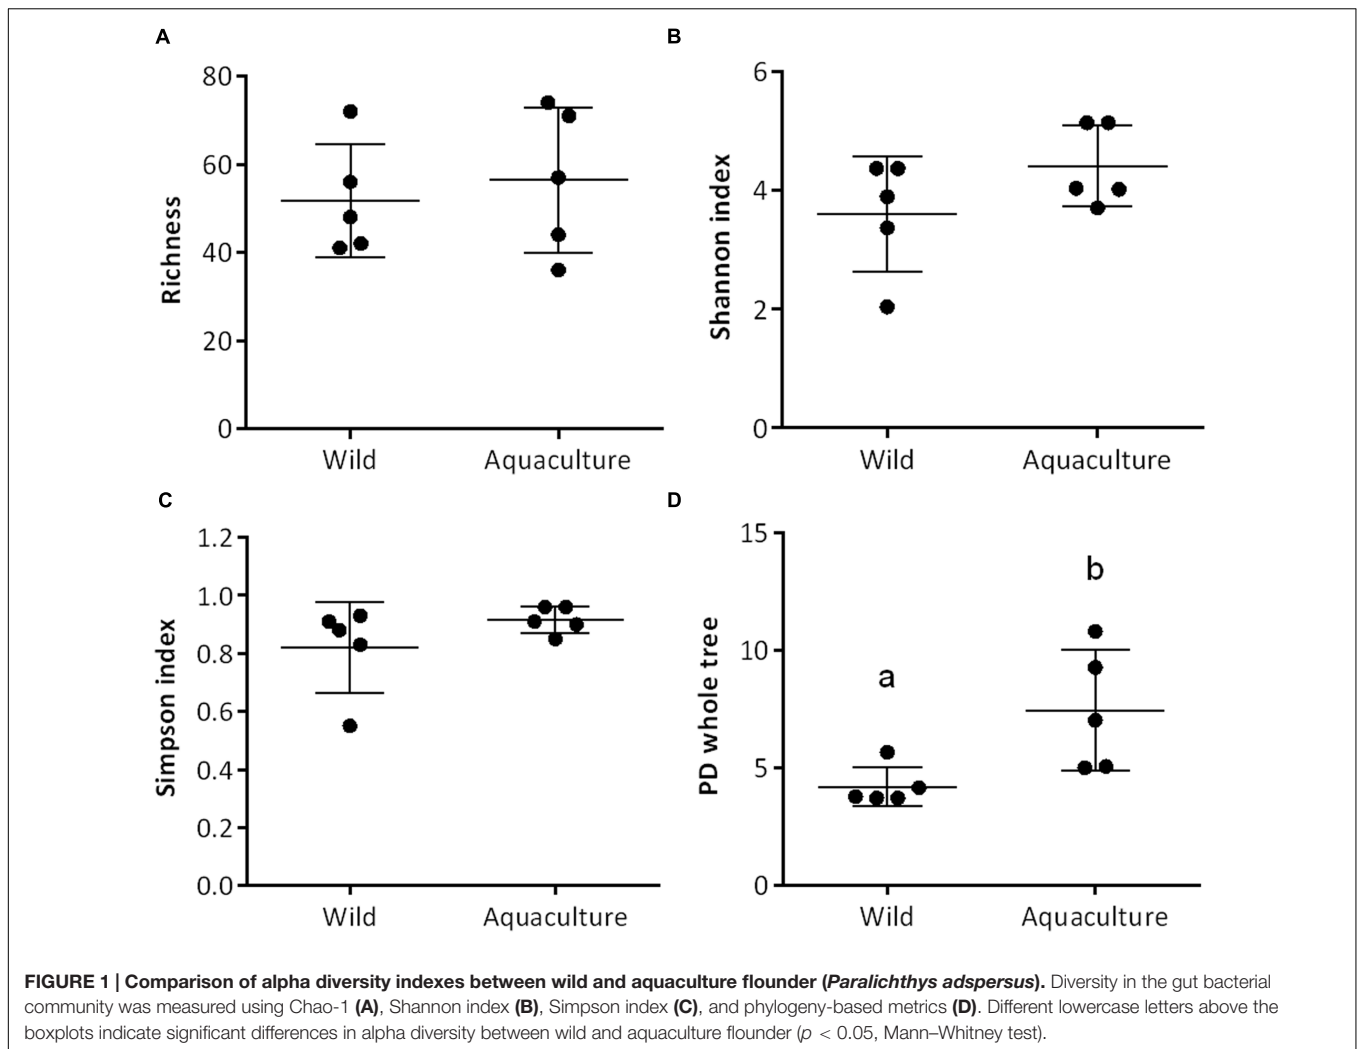 A
80
60
40
20
0
Richness
Wild
Aquaculture
B
6
4
2
0
Shannon index
Wild
Aquaculture
C
1.2
1.0
0.8
0.6
0.4
0.2
0.0
Simpson index
Wild
Aquaculture
D
15
10
5
0
PD whole tree
a
b
Wild
Aquaculture
FIGURE 1 | Comparison of alpha diversity indexes between wild and aquaculture flounder (Paralichthys adspersus). Diversity in the gut bacterial
community was measured using Chao-1 (A), Shannon index (B), Simpson index (C), and phylogeny-based metrics (D). Different lowercase letters above the
boxplots indicate significant differences in alpha diversity between wild and aquaculture flounder (p < 0.05, Mann–Whitney test).